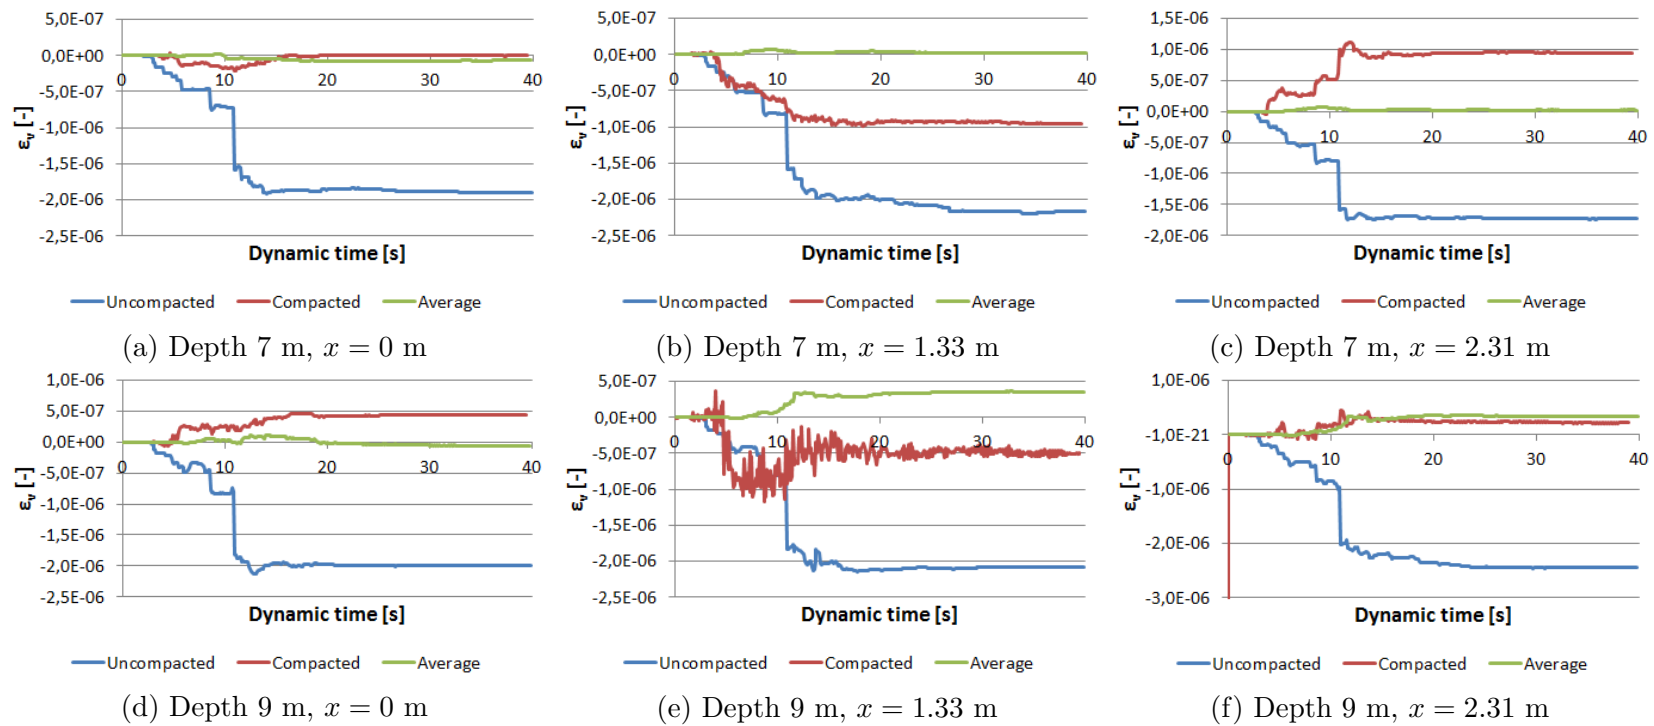 5,0E-07
0,0E+00
-5,0E-07
-1,0E-06
-1,5E-06
-2,0E-06
-2,5E-06
0 10 20 30 40
εv [-]
Dynamic time [s]
Uncompacted Compacted Average
(a) Depth 7 m, x = 0 m
5,0E-07
0,0E+00
-5,0E-07
-1,0E-06
-1,5E-06
-2,0E-06
-2,5E-06
0 10 20 30 40
εv [-]
Dynamic time [s]
Uncompacted Compacted Average
(b) Depth 7 m, x = 1.33 m
1,5E-06
1,0E-06
5,0E-07
0,0E+00
-5,0E-07
-1,0E-06
-1,5E-06
-2,0E-06
0 10 20 30 40
εv [-]
Dynamic time [s]
Uncompacted Compacted Average
(c) Depth 7 m, x = 2.31 m
1,0E-06
5,0E-07
0,0E+00
-5,0E-07
-1,0E-06
-1,5E-06
-2,0E-06
-2,5E-06
0 10 20 30 40
εv [-]
Dynamic time [s]
Uncompacted Compacted Average
(d) Depth 9 m, x = 0 m
5,0E-07
0,0E+00
-5,0E-07
-1,0E-06
-1,5E-06
-2,0E-06
-2,5E-06
0 10 20 30 40
εv [-]
Dynamic time [s]
Uncompacted Compacted Average
(e) Depth 9 m, x = 1.33 m
1,0E-06
-1,0E-21
-1,0E-06
-2,0E-06
-3,0E-06
0 10 20 30 40
εv [-]
Dynamic time [s]
Uncompacted Compacted Average
(f) Depth 9 m, x = 2.31 m